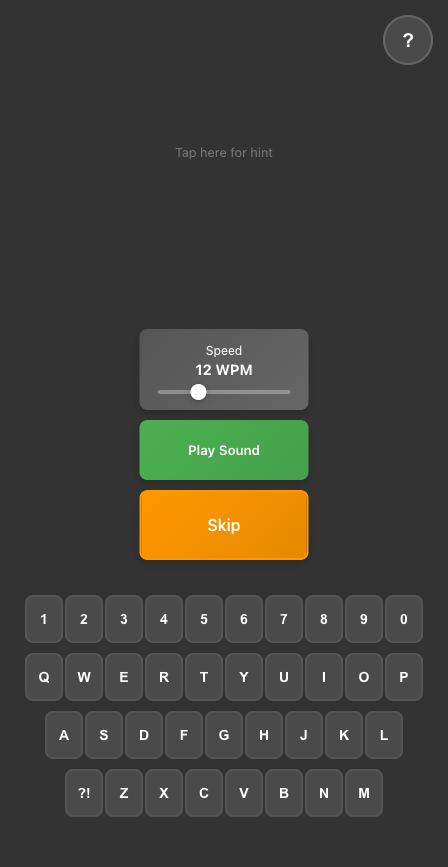 ?
Tap here for hint
Speed
12 WPM
Play Sound
Skip
1 2 3 4 5 6 7 8 9 0
Q W E R T Y U I O P
A S D F G H J K L
?! Z X C V B N M